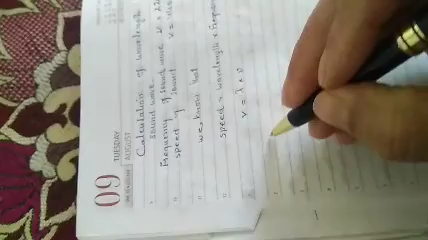 09
TUESDAY
AUGUST
Calculation of wavelength
sound wave
Frequency of sound wave
speed of sound
we know that
speed = wavelength × frequency
v = λ × υ